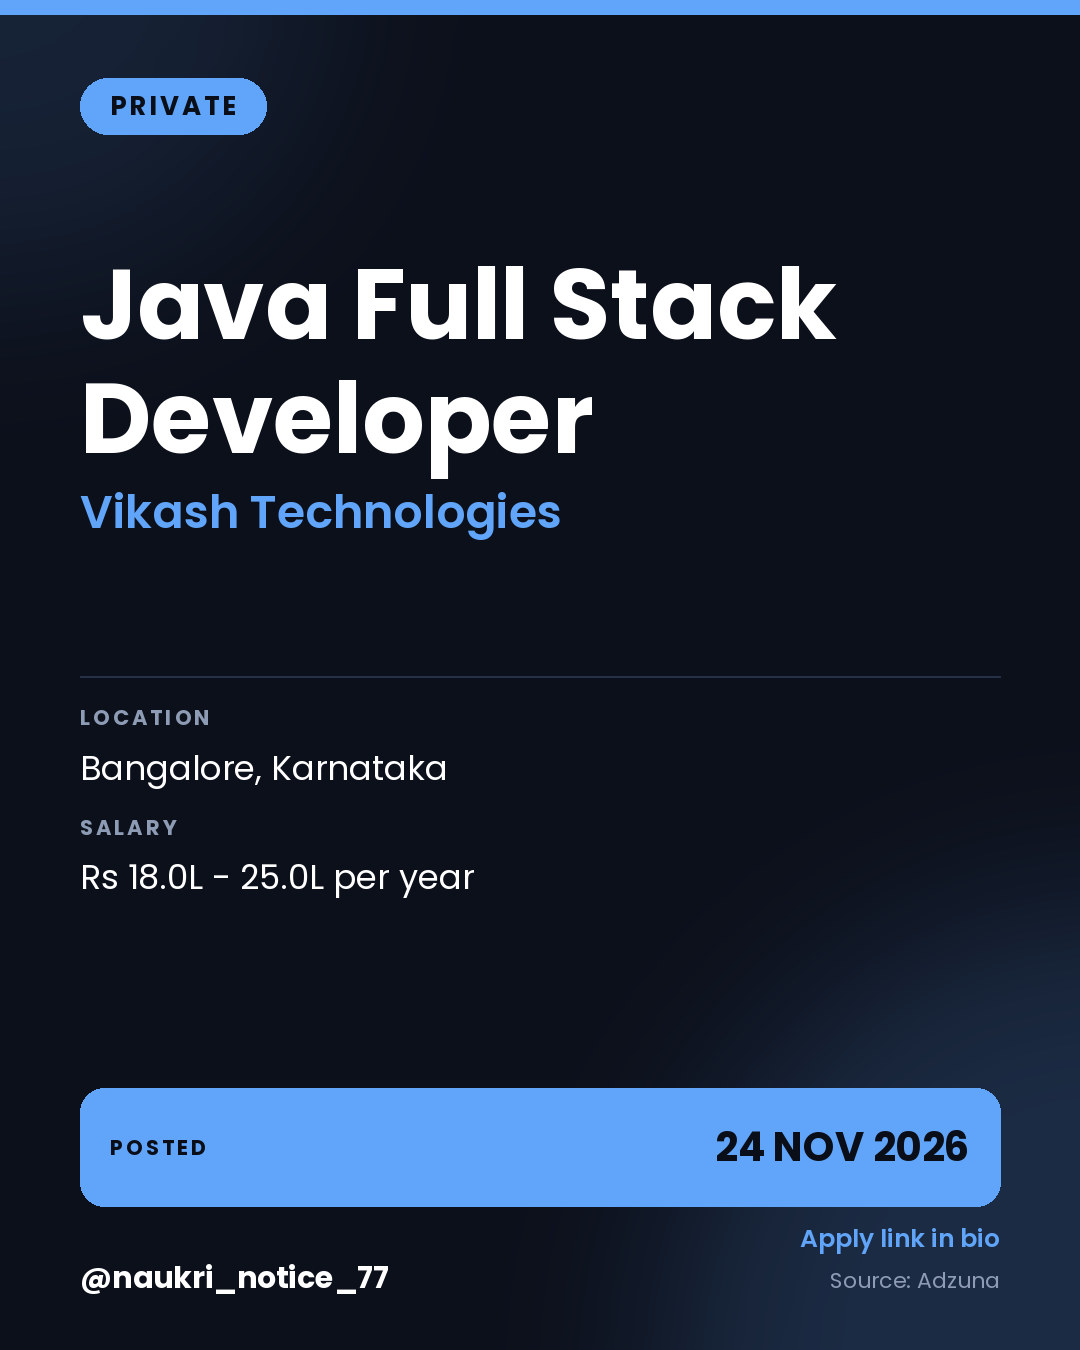 PRIVATE
Java Full Stack
Developer
Vikash Technologies
LOCATION
Bangalore, Karnataka
SALARY
Rs 18.0L - 25.0L per year
POSTED
24 NOV 2026
Apply link in bio
@naukri_notice_77
Source: Adzuna